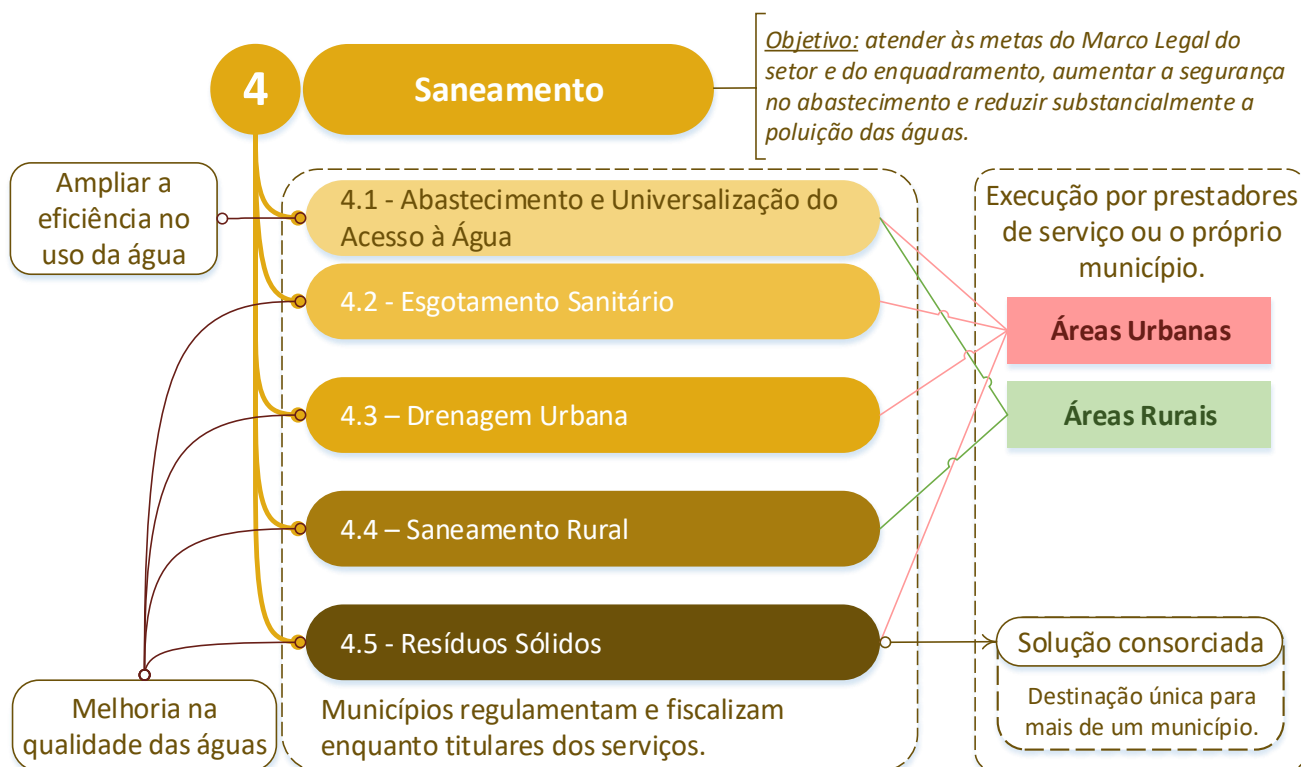 4
Saneamento
Objetivo: atender às metas do Marco Legal do
setor e do enquadramento, aumentar a segurança
no abastecimento e reduzir substancialmente a
poluição das águas.
Ampliar a
eficiência no
uso da água
4.1 - Abastecimento e Universalização do
Acesso à Água
4.2 - Esgotamento Sanitário
4.3 – Drenagem Urbana
4.4 – Saneamento Rural
4.5 - Resíduos Sólidos
Municípios regulamentam e fiscalizam
enquanto titulares dos serviços.
Melhoria na
qualidade das águas
Execução por prestadores
de serviço ou o próprio
município.
Áreas Urbanas
Áreas Rurais
Solução consorciada
Destinação única para
mais de um município.